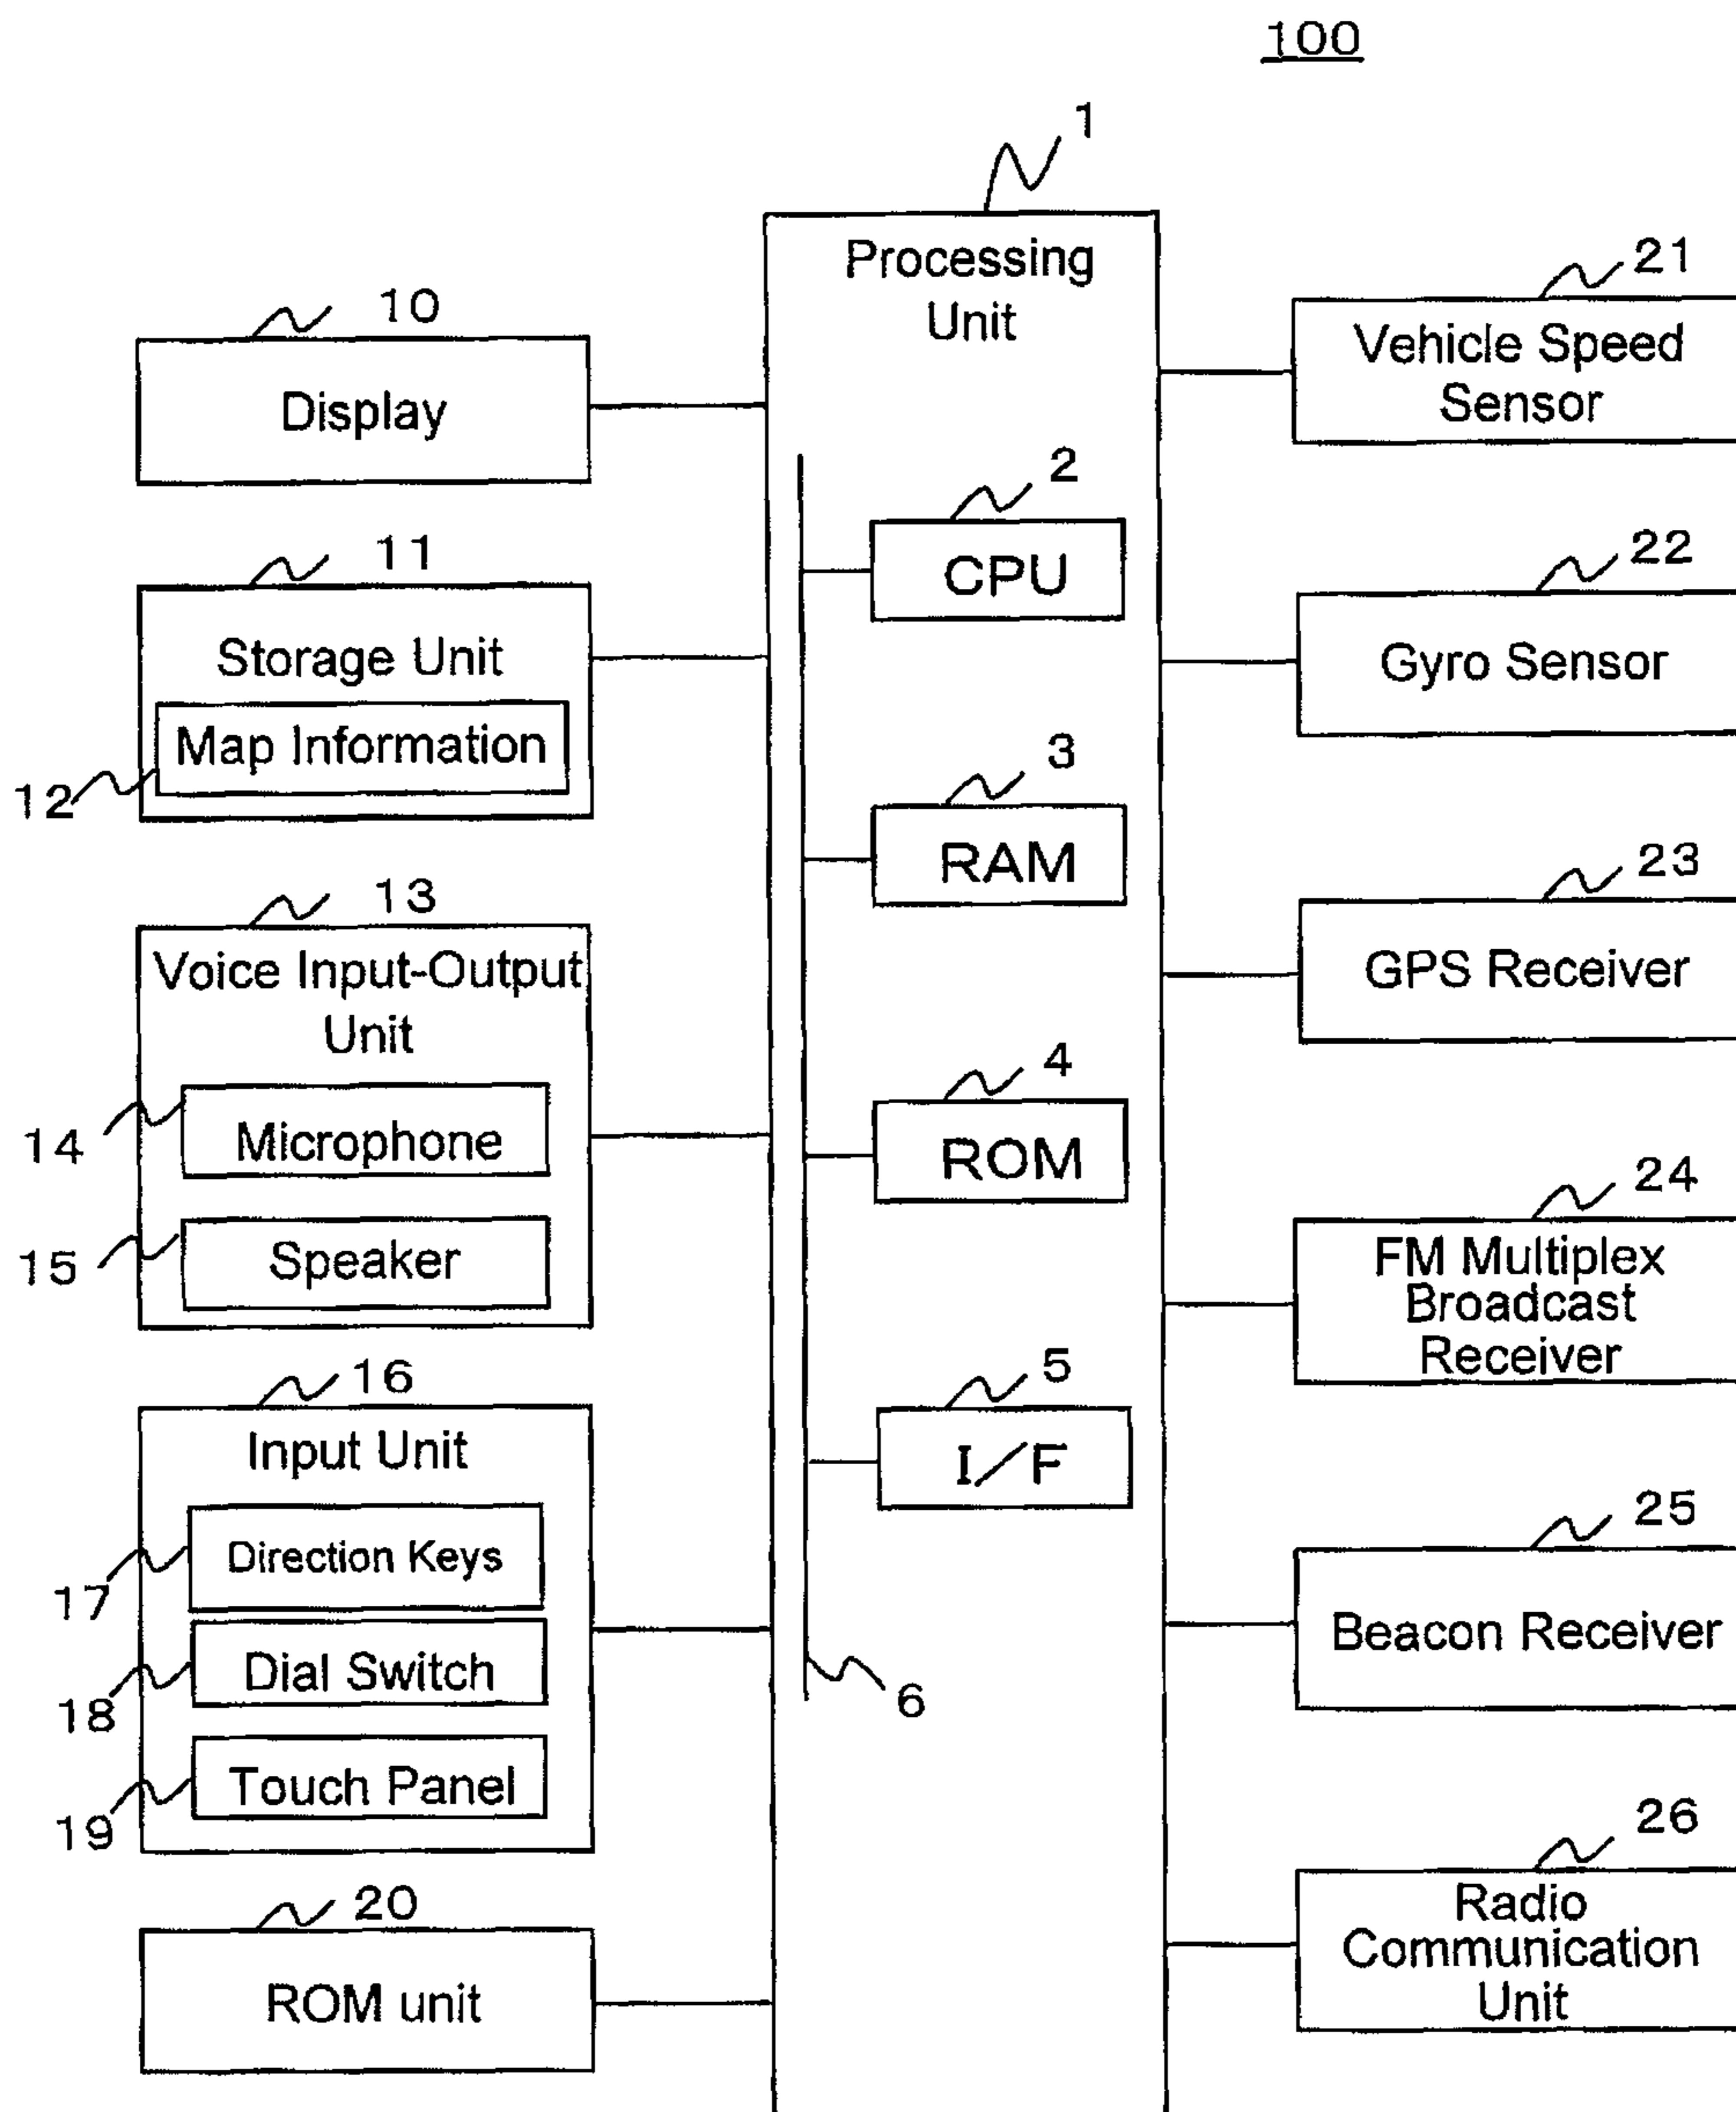 100
1
Processing
Unit
10
Display
11
Storage Unit
Map Information
12
13
Voice Input-Output
Unit
14
Microphone
15
Speaker
16
Input Unit
17
Direction Keys
18
Dial Switch
19
Touch Panel
20
ROM unit
2
CPU
3
RAM
4
ROM
5
I/F
6
21
Vehicle Speed
Sensor
22
Gyro Sensor
23
GPS Receiver
24
FM Multiplex
Broadcast
Receiver
25
Beacon Receiver
26
Radio
Communication
Unit